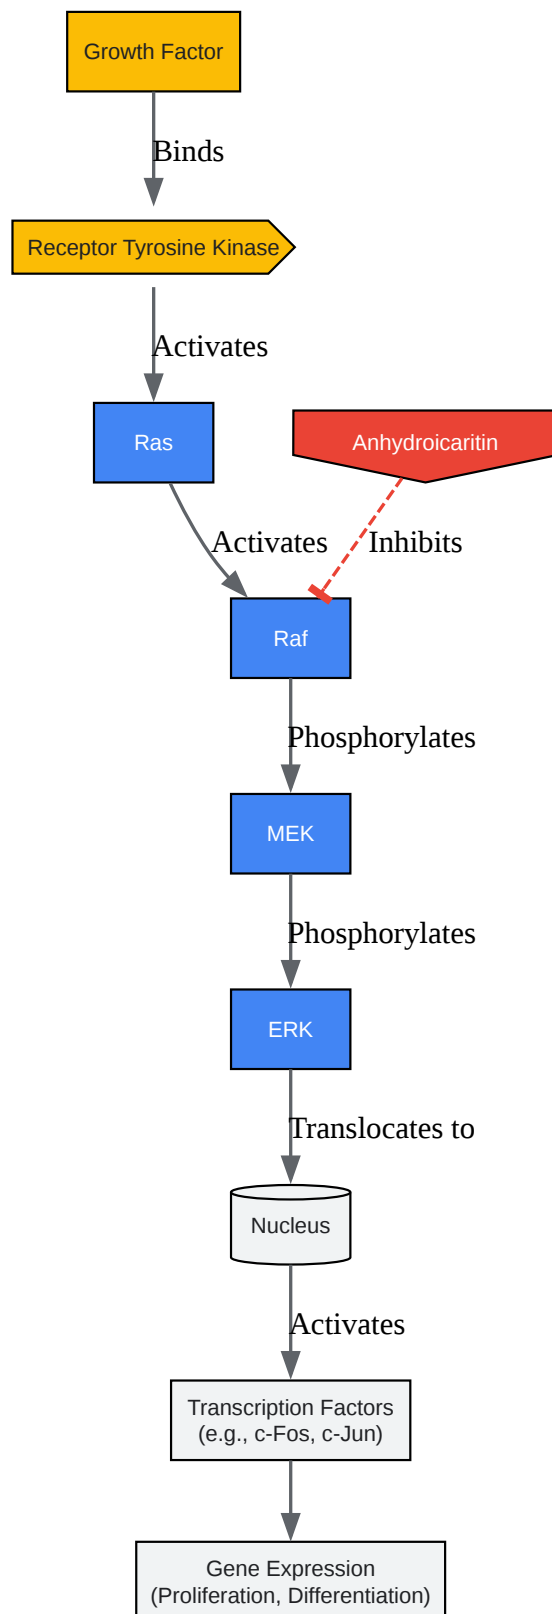 Growth Factor
Binds
Receptor Tyrosine Kinase
Activates
Ras
Anhydroicaritin
Activates
Inhibits
Raf
Phosphorylates
MEK
Phosphorylates
ERK
Translocates to
Nucleus
Activates
Transcription Factors
(e.g., c-Fos, c-Jun)
Gene Expression
(Proliferation, Differentiation)